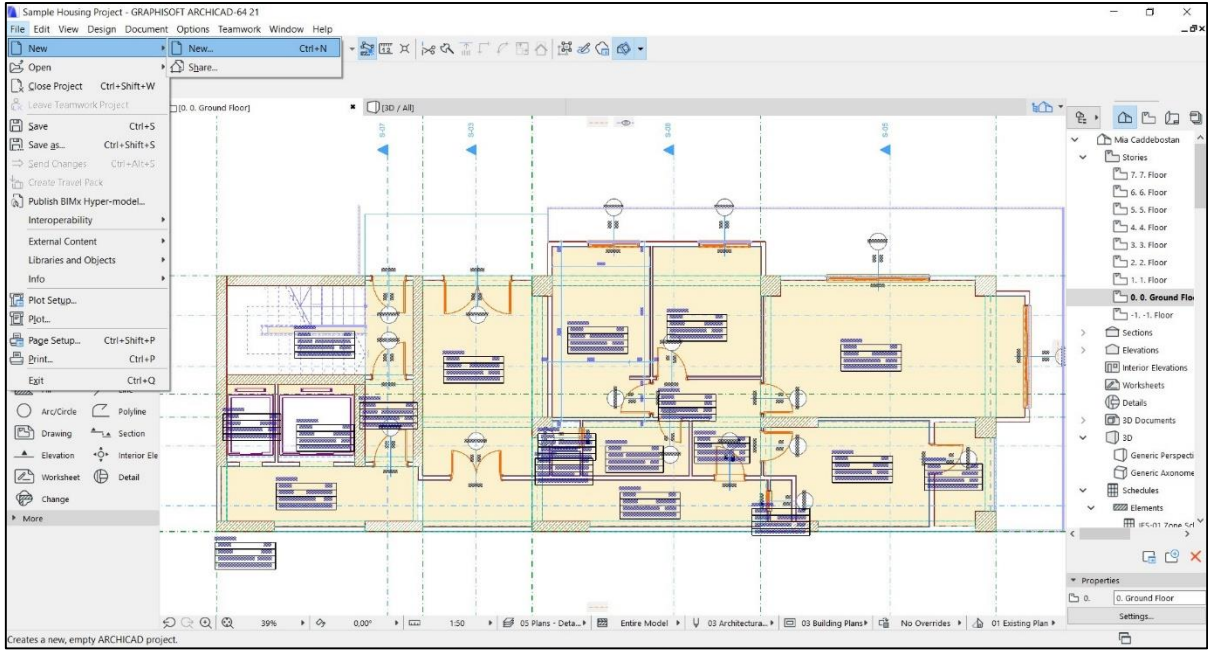 Sample Housing Project - GRAPHISOFT ARCHICAD-64 21
File Edit View Design Document Options Teamwork Window Help
New
New... Ctrl+N
Open
Share...
Close Project Ctrl+Shift+W
Leave Teamwork Project
[0. 0. Ground Floor]
[3D / All]
Save Ctrl+S
Save as... Ctrl+Shift+S
Send Changes Ctrl+Alt+S
Create Travel Pack
Publish BIMx Hyper-model...
Interoperability
External Content
Libraries and Objects
Info
Plot Setup...
Plot...
Page Setup... Ctrl+Shift+P
Print... Ctrl+P
Exit Ctrl+Q
Arc/Circle Polyline
Drawing Section
Elevation Interior Ele
Worksheet Detail
Change
More
S-07
S-03
S-05
Mia Caddebostan
Stories
7. 7. Floor
6. 6. Floor
5. 5. Floor
4. 4. Floor
3. 3. Floor
2. 2. Floor
1. 1. Floor
0. 0. Ground Flo
-1. -1. Floor
Sections
Elevations
Interior Elevations
Worksheets
Details
3D Documents
3D
Generic Perspecti
Generic Axonome
Schedules
Elements
IES-01 Zone Scl
Properties
0. 0. Ground Floor
Settings...
39% 0,00° 1:50 05 Plans - Deta... Entire Model 03 Architectura... 03 Building Plans No Overrides 01 Existing Plan
Creates a new, empty ARCHICAD project.